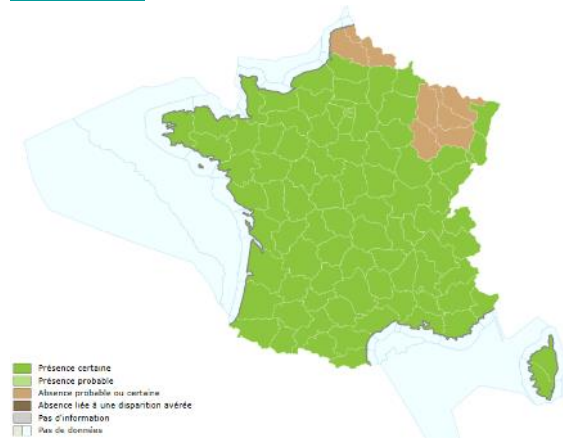 Présence certaine
Présence probable
Absence probable ou certaine
Absence liée à une disparition avérée
Pas d'information
Pas de données